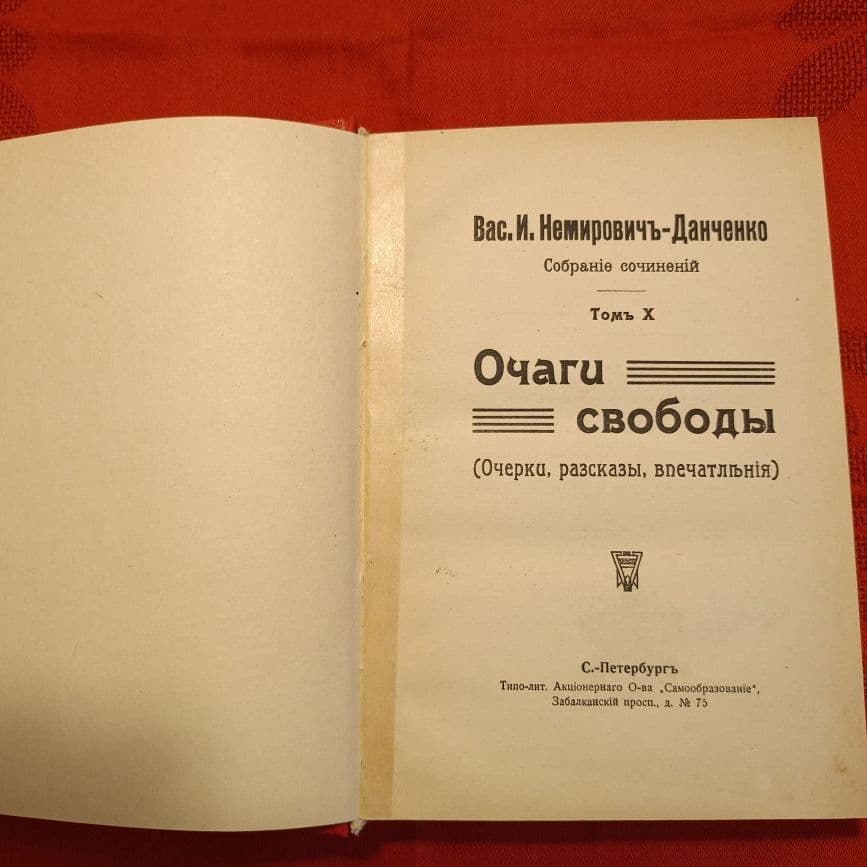 Вас. И. Немировичъ-Данченко
Собраніе сочиненій
Томъ X
Очаги
свободы
(Очерки, разсказы, впечатлѣнія)
С.-Петербургъ
Типо-лит. Акціонернаго О-ва „Самообразованіе“,
Забалканскій просп., д. № 75